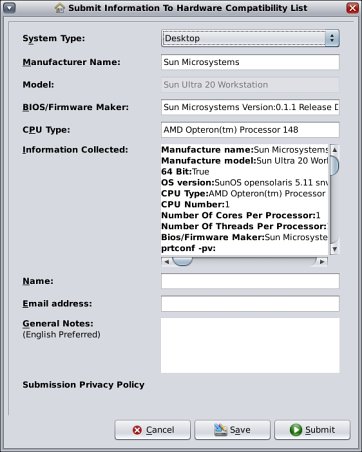 Submit Information To Hardware Compatibility List
System Type: Desktop
Manufacturer Name: Sun Microsystems
Model: Sun Ultra 20 Workstation
BIOS/Firmware Maker: Sun Microsystems Version:0.1.1 Release D
CPU Type: AMD Opteron(tm) Processor 148
Information Collected: Manufacture name:Sun Microsystems
Manufacture model:Sun Ultra 20 Worl
64 Bit:True
OS version:SunOS opensolaris 5.11 snv
CPU Type:AMD Opteron(tm) Processor
CPU Number:1
Number Of Cores Per Processor:1
Number Of Threads Per Processor:
Bios/Firmware Maker:Sun Microsyste
prtconf -pv:
Name:
Email address:
General Notes:
(English Preferred)
Submission Privacy Policy
Cancel Save Submit